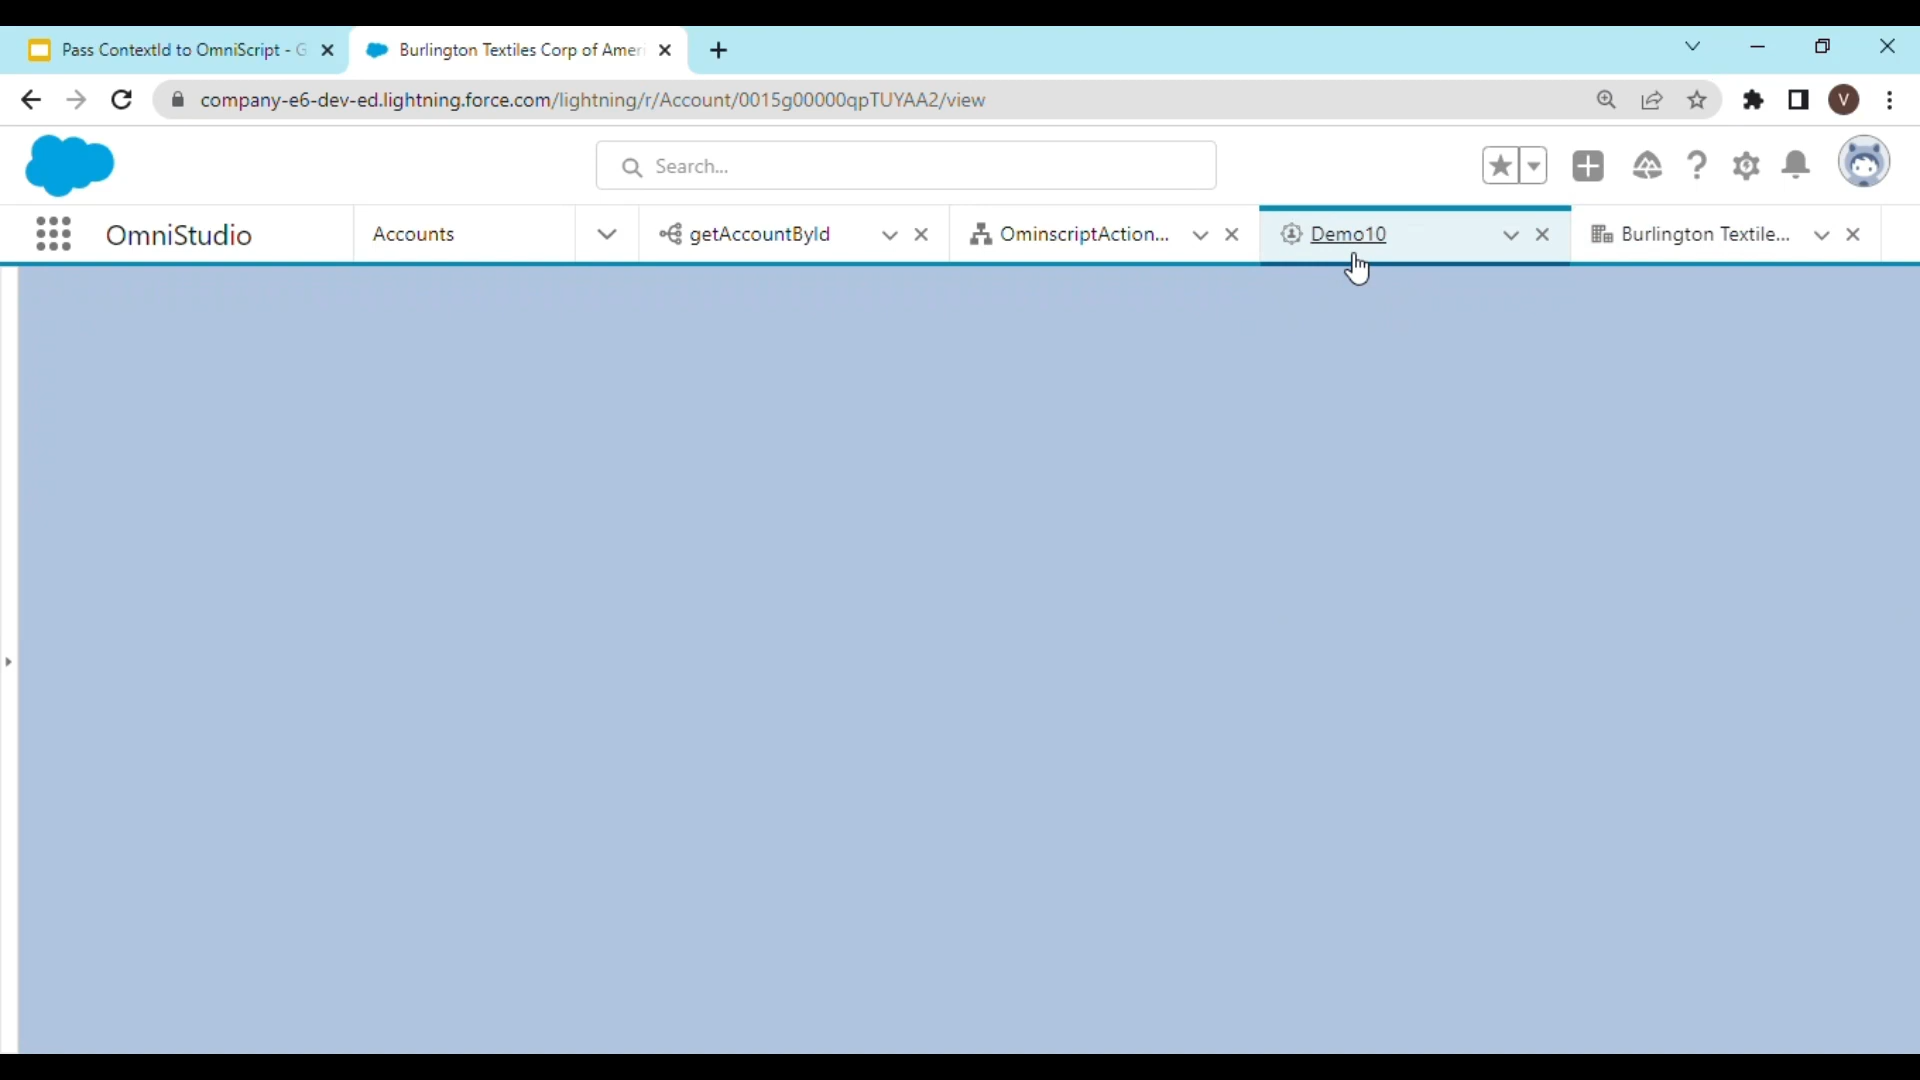 Pass ContextId to OmniScript - G
Burlington Textiles Corp of Ameri
company-e6-dev-ed.lightning.force.com/lightning/r/Account/0015g00000qpTUYAA2/view
V
Search...
OmniStudio
Accounts
getAccountById
OminscriptAction...
Demo10
Burlington Textile...